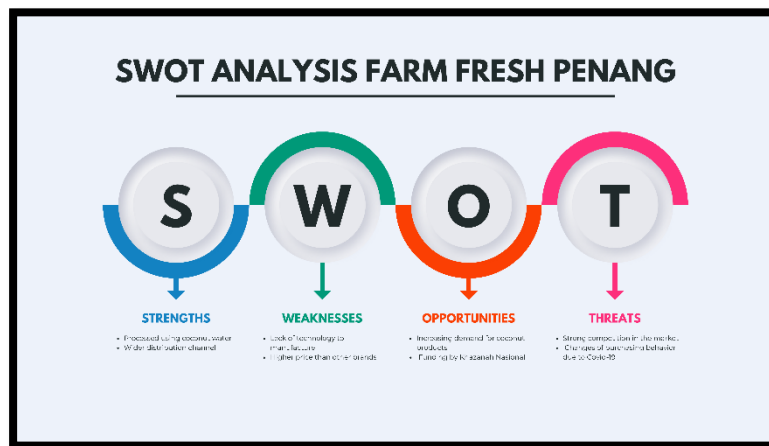 SWOT ANALYSIS FARM FRESH PENANG
S W O T
STRENGTHS
• Processed using coconut water
• Wider distribution channel
WEAKNESSES
• Lack of technology to
manufacture
• Higher price than other brands
OPPORTUNITIES
• Increasing demand for coconut
products
• Funding by Khazanah Nasional
THREATS
• Strong competition in the market
• Changes of purchasing behavior
due to Covid-19